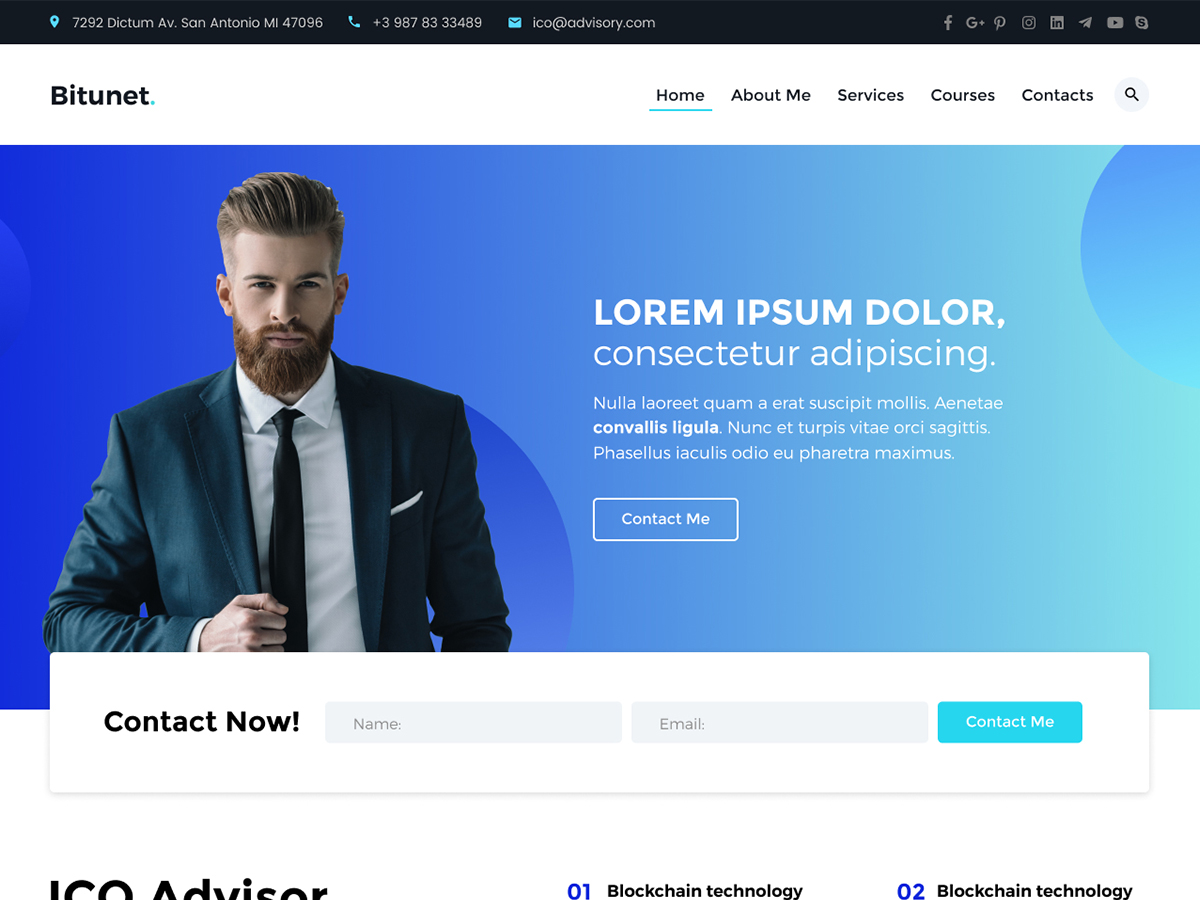 7292 Dictum Av. San Antonio MI 47096
+3 987 83 33489
ico@advisory.com
Bitunet.
Home
About Me
Services
Courses
Contacts
LOREM IPSUM DOLOR,
consectetur adipiscing.
Nulla laoreet quam a erat suscipit mollis. Aenetae
convallis ligula. Nunc et turpis vitae orci sagittis.
Phasellus iaculis odio eu pharetra maximus.
Contact Me
Contact Now!
Name:
Email:
Contact Me
ICO Advisor
01 Blockchain technology
02 Blockchain technology